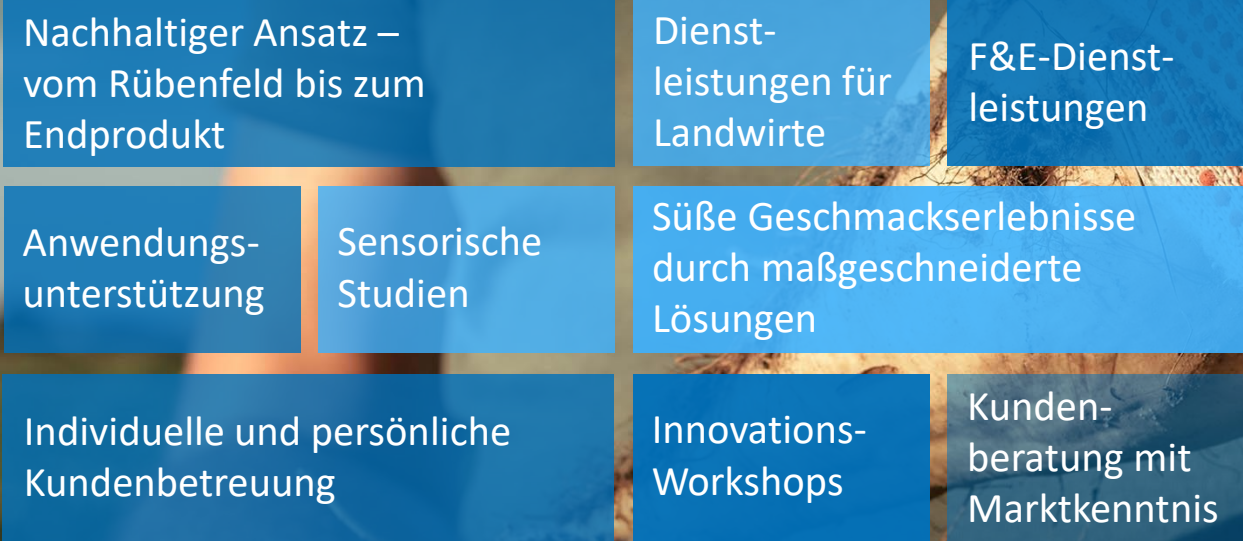 Nachhaltiger Ansatz –
vom Rübenfeld bis zum
Endprodukt
Dienst-
leistungen für
Landwirte
F&E-Dienst-
leistungen
Anwendungs-
unterstützung
Sensorische
Studien
Süße Geschmackserlebnisse
durch maßgeschneiderte
Lösungen
Individuelle und persönliche
Kundenbetreuung
Innovations-
Workshops
Kunden-
beratung mit
Marktkenntnis